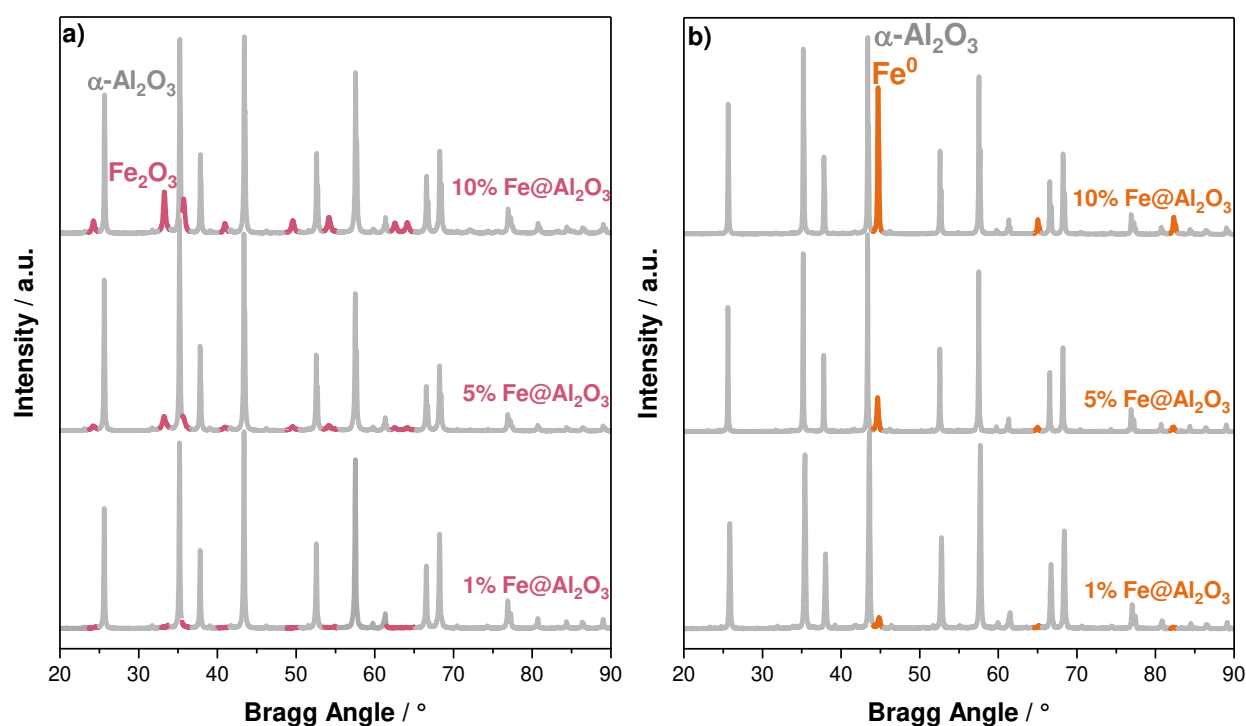 a)
α-Al₂O₃
Fe₂O₃
10% Fe@Al₂O₃
5% Fe@Al₂O₃
1% Fe@Al₂O₃
Intensity / a.u.
20 30 40 50 60 70 80 90
Bragg Angle / °
b)
α-Al₂O₃
Fe⁰
10% Fe@Al₂O₃
5% Fe@Al₂O₃
1% Fe@Al₂O₃
Intensity / a.u.
20 30 40 50 60 70 80 90
Bragg Angle / °